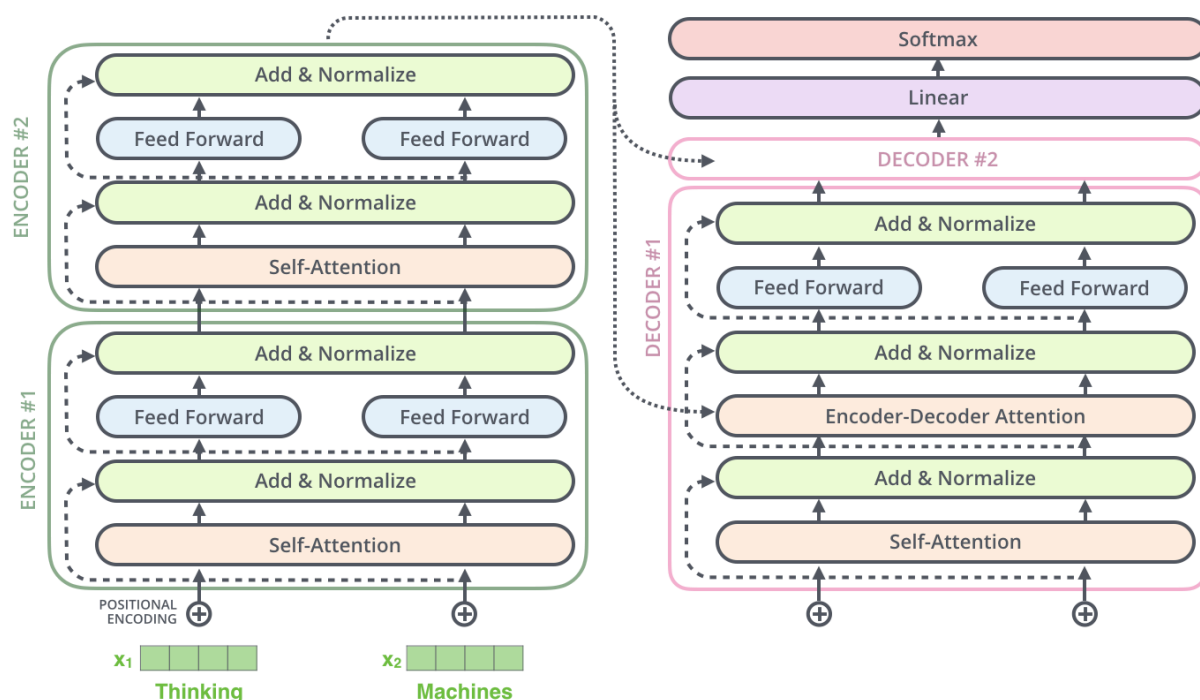 ENCODER #2
Add & Normalize
Feed Forward
Feed Forward
Add & Normalize
Self-Attention
ENCODER #1
Add & Normalize
Feed Forward
Feed Forward
Add & Normalize
Self-Attention
POSITIONAL
ENCODING
x1
x2
Thinking
Machines
Softmax
Linear
DECODER #2
DECODER #1
Add & Normalize
Feed Forward
Feed Forward
Add & Normalize
Encoder-Decoder Attention
Add & Normalize
Self-Attention